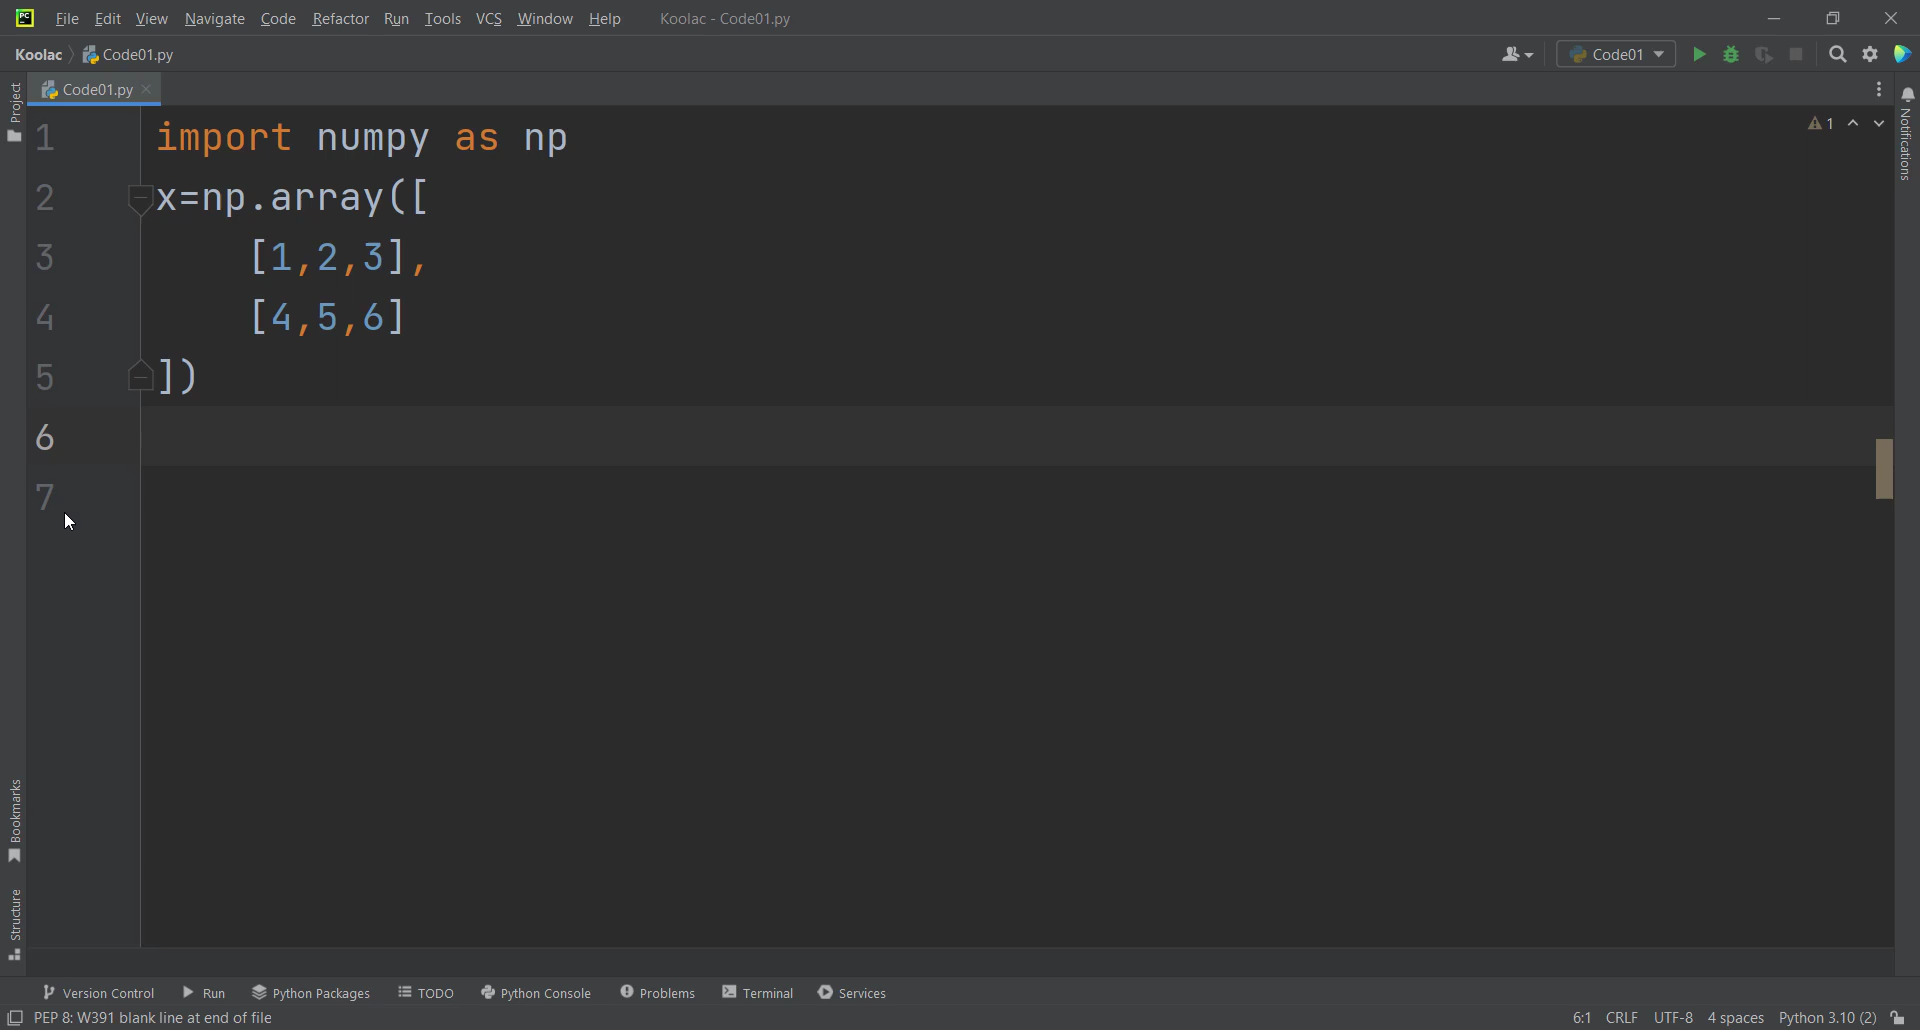 PC File Edit View Navigate Code Refactor Run Tools VCS Window Help Koolac - Code01.py
Koolac Code01.py Code01
Code01.py
Project
Bookmarks
Structure
Notifications
1
1 import numpy as np
2 x=np.array([
3 [1,2,3],
4 [4,5,6]
5 ])
6
7
Version Control Run Python Packages TODO Python Console Problems Terminal Services
PEP 8: W391 blank line at end of file 6:1 CRLF UTF-8 4 spaces Python 3.10 (2)